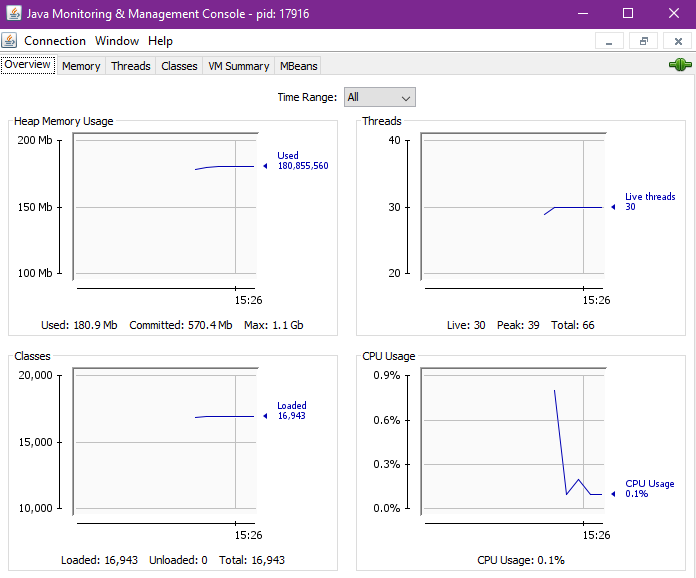 Java Monitoring & Management Console - pid: 17916
Connection Window Help
Overview Memory Threads Classes VM Summary MBeans
Time Range: All
Heap Memory Usage
200 Mb
150 Mb
100 Mb
Used
180,855,560
15:26
Used: 180.9 Mb Committed: 570.4 Mb Max: 1.1 Gb
Threads
40
30
20
Live threads
30
15:26
Live: 30 Peak: 39 Total: 66
Classes
20,000
15,000
10,000
Loaded
16,943
15:26
Loaded: 16,943 Unloaded: 0 Total: 16,943
CPU Usage
0.9%
0.6%
0.3%
0.0%
CPU Usage
0.1%
15:26
CPU Usage: 0.1%